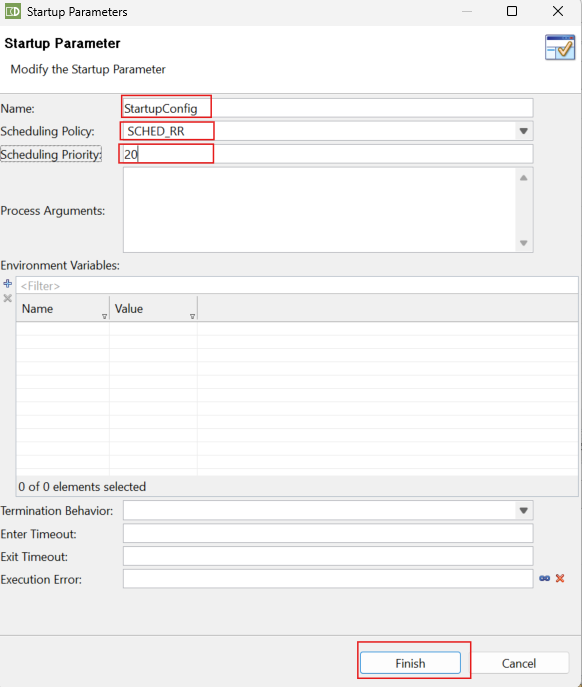 Startup Parameters
Startup Parameter
Modify the Startup Parameter
Name: StartupConfig
Scheduling Policy: SCHED_RR
Scheduling Priority: 20
Process Arguments:
Environment Variables:
<Filter>
Name Value
0 of 0 elements selected
Termination Behavior:
Enter Timeout:
Exit Timeout:
Execution Error:
Finish Cancel